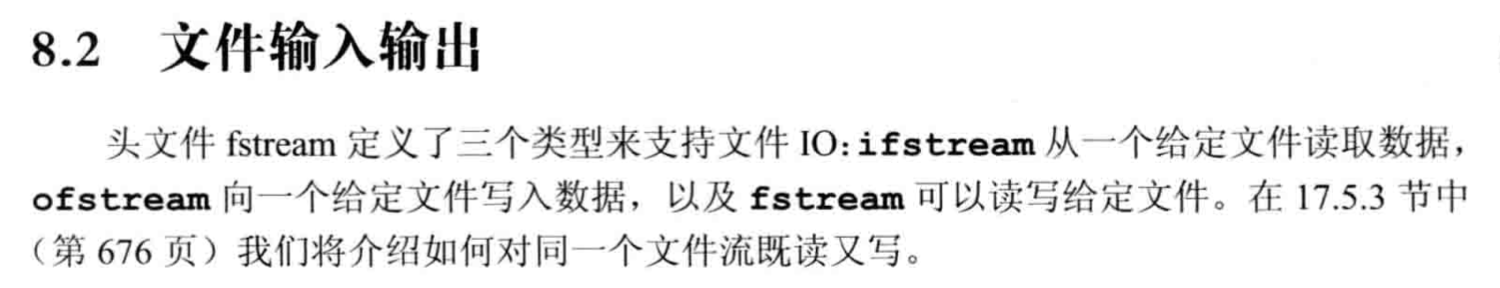 8.2 文件输入输出
头文件 fstream 定义了三个类型来支持文件 IO：ifstream 从一个给定文件读取数据，
ofstream 向一个给定文件写入数据，以及 fstream 可以读写给定文件。在 17.5.3 节中
（第 676 页）我们将介绍如何对同一个文件流既读又写。